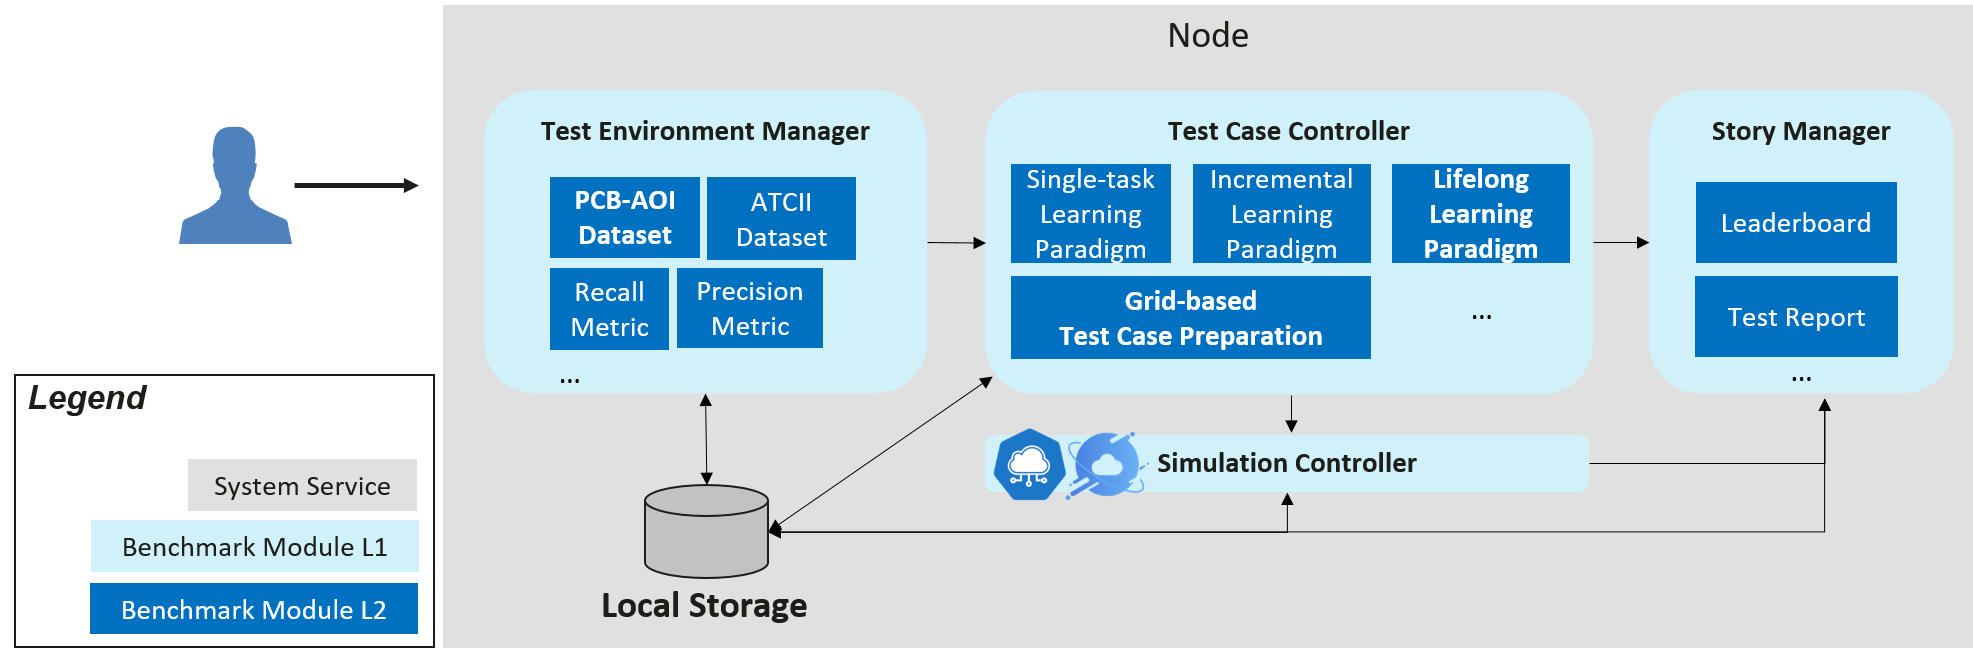 Node
Test Environment Manager
PCB-AOI
Dataset
ATCII
Dataset
Recall
Metric
Precision
Metric
...
Test Case Controller
Single-task
Learning
Paradigm
Incremental
Learning
Paradigm
Lifelong
Learning
Paradigm
Grid-based
Test Case Preparation
...
Story Manager
Leaderboard
Test Report
...
Simulation Controller
Local Storage
Legend
System Service
Benchmark Module L1
Benchmark Module L2